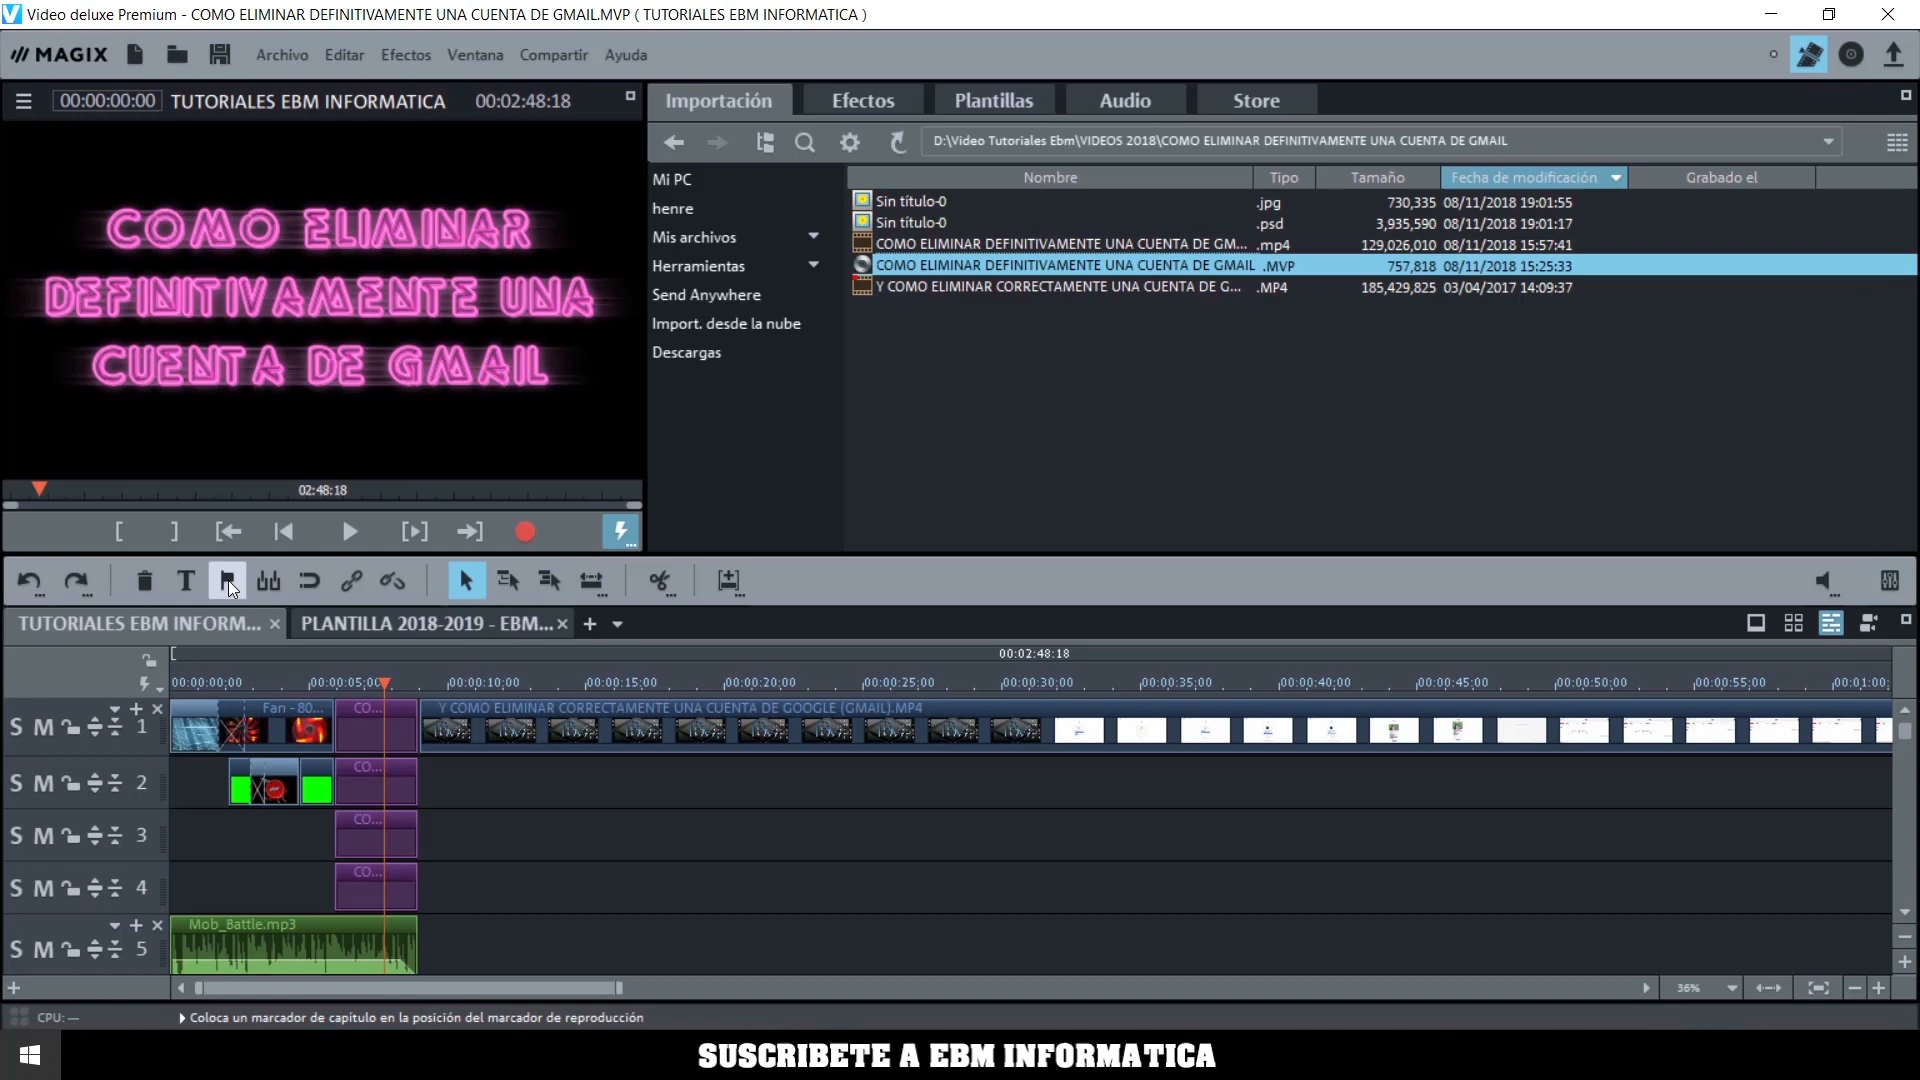 Video deluxe Premium - COMO ELIMINAR DEFINITIVAMENTE UNA CUENTA DE GMAIL.MVP ( TUTORIALES EBM INFORMATICA )
MAGIX Archivo Editar Efectos Ventana Compartir Ayuda
00:00:00:00 TUTORIALES EBM INFORMATICA 00:02:48:18
COMO ELIMINAR
DEFINITIVAMENTE UNA
CUENTA DE GMAIL
02:48:18
Importación Efectos Plantillas Audio Store
D:\Video Tutoriales Ebm\VIDEOS 2018\COMO ELIMINAR DEFINITIVAMENTE UNA CUENTA DE GMAIL
Mi PC
henre
Mis archivos
Herramientas
Send Anywhere
Import. desde la nube
Descargas
Nombre Tipo Tamaño Fecha de modificación Grabado el
Sin título-0 .jpg 730,335 08/11/2018 19:01:55
Sin título-0 .psd 3,935,590 08/11/2018 19:01:17
COMO ELIMINAR DEFINITIVAMENTE UNA CUENTA DE GM... .mp4 129,026,010 08/11/2018 15:57:41
COMO ELIMINAR DEFINITIVAMENTE UNA CUENTA DE GMAIL .MVP 757,818 08/11/2018 15:25:33
Y COMO ELIMINAR CORRECTAMENTE UNA CUENTA DE G... .MP4 185,429,825 03/04/2017 14:09:37
TUTORIALES EBM INFORM... PLANTILLA 2018-2019 - EBM...
00:02:48:18
00:00:00:00 00:00:05:00 00:00:10:00 00:00:15:00 00:00:20:00 00:00:25:00 00:00:30:00 00:00:35:00 00:00:40:00 00:00:45:00 00:00:50:00 00:00:55:00 00:01:00:
S M 1 Fan - 80... CO... Y COMO ELIMINAR CORRECTAMENTE UNA CUENTA DE GOOGLE (GMAIL).MP4
S M 2 CO...
S M 3 CO...
S M 4 CO...
S M 5 Mob_Battle.mp3
36%
CPU: — Coloca un marcador de capítulo en la posición del marcador de reproducción
SUSCRIBETE A EBM INFORMATICA